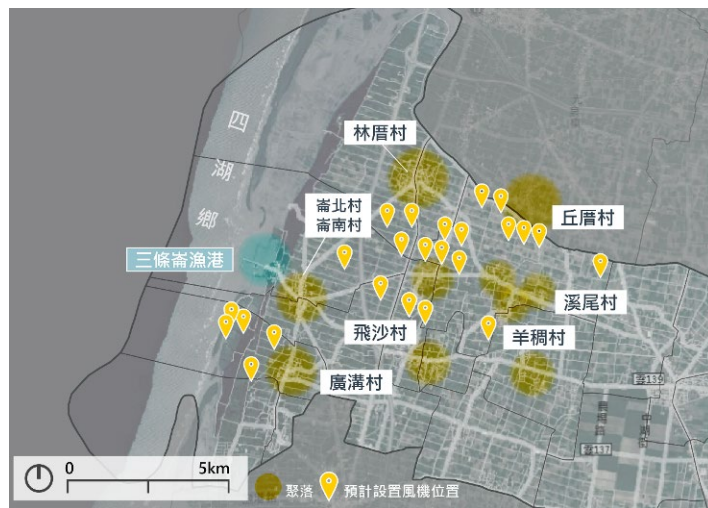 林厝村
四湖鄉
崙北村
崙南村
丘厝村
三條崙漁港
溪尾村
飛沙村
羊稠村
廣溝村
139
137
0
5km
聚落
預計設置風機位置